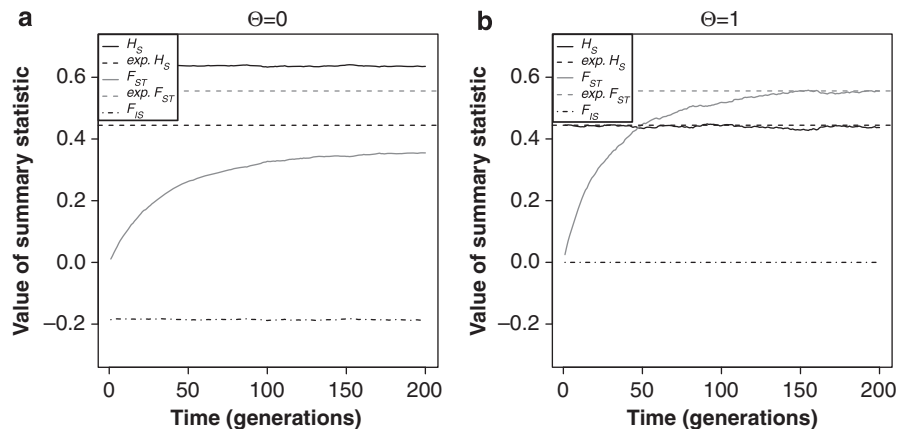 a
Θ=0
H_S
exp. H_S
F_ST
exp. F_ST
F_IS
0.6
0.4
0.2
0.0
−0.2
Value of summary statistic
0 50 100 150 200
Time (generations)
b
Θ=1
H_S
exp. H_S
F_ST
exp. F_ST
F_IS
0.6
0.4
0.2
0.0
−0.2
Value of summary statistic
0 50 100 150 200
Time (generations)